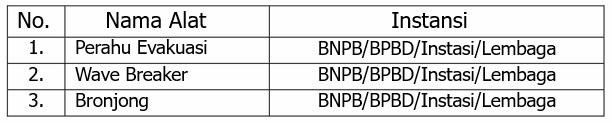 No. Nama Alat Instansi
1. Perahu Evakuasi BNPB/BPBD/Instasi/Lembaga
2. Wave Breaker BNPB/BPBD/Instasi/Lembaga
3. Bronjong BNPB/BPBD/Instasi/Lembaga